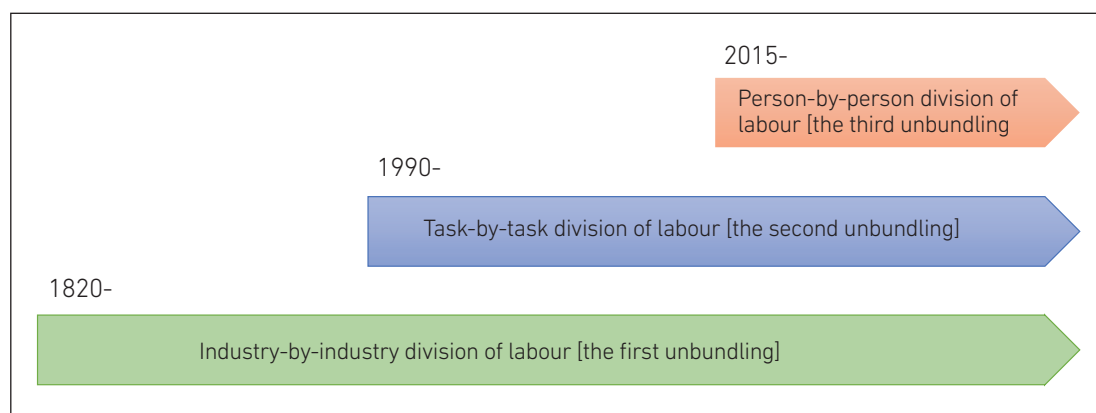 2015-
Person-by-person division of
labour [the third unbundling
1990-
Task-by-task division of labour [the second unbundling]
1820-
Industry-by-industry division of labour [the first unbundling]